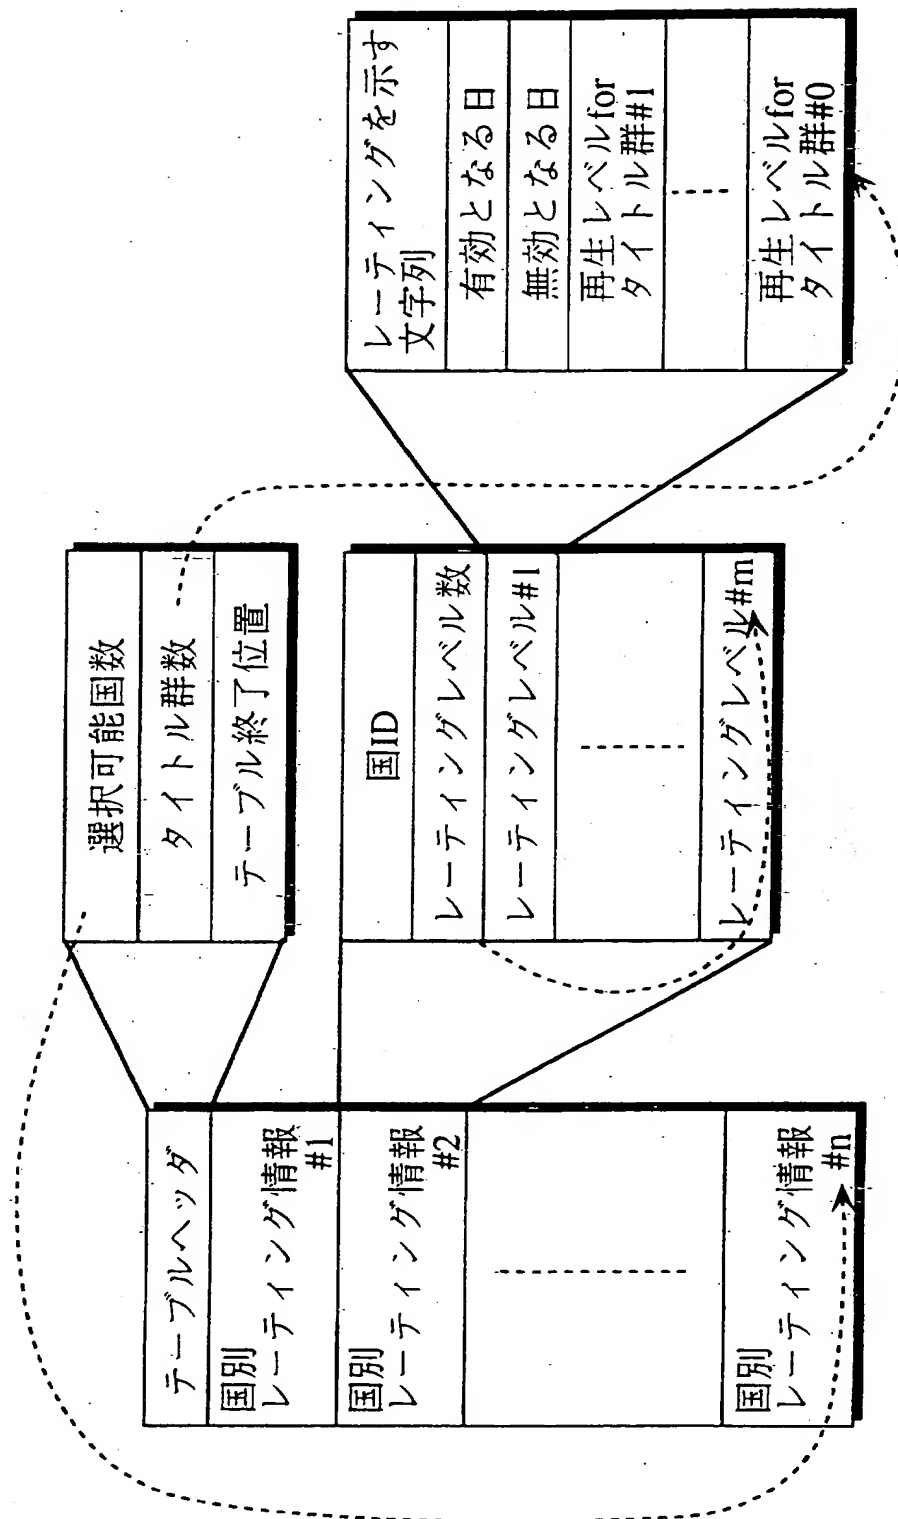 テーブルヘッダ
国別
レーティング情報
#1
国別
レーティング情報
#2
国別
レーティング情報
#n
選択可能国数
タイトル群数
テーブル終了位置
国ID
レーティングレベル数
レーティングレベル#1
レーティングレベル#m
レーティングを示す
文字列
有効となる日
無効となる日
再生レベルfor
タイトル群#1
再生レベルfor
タイトル群#0